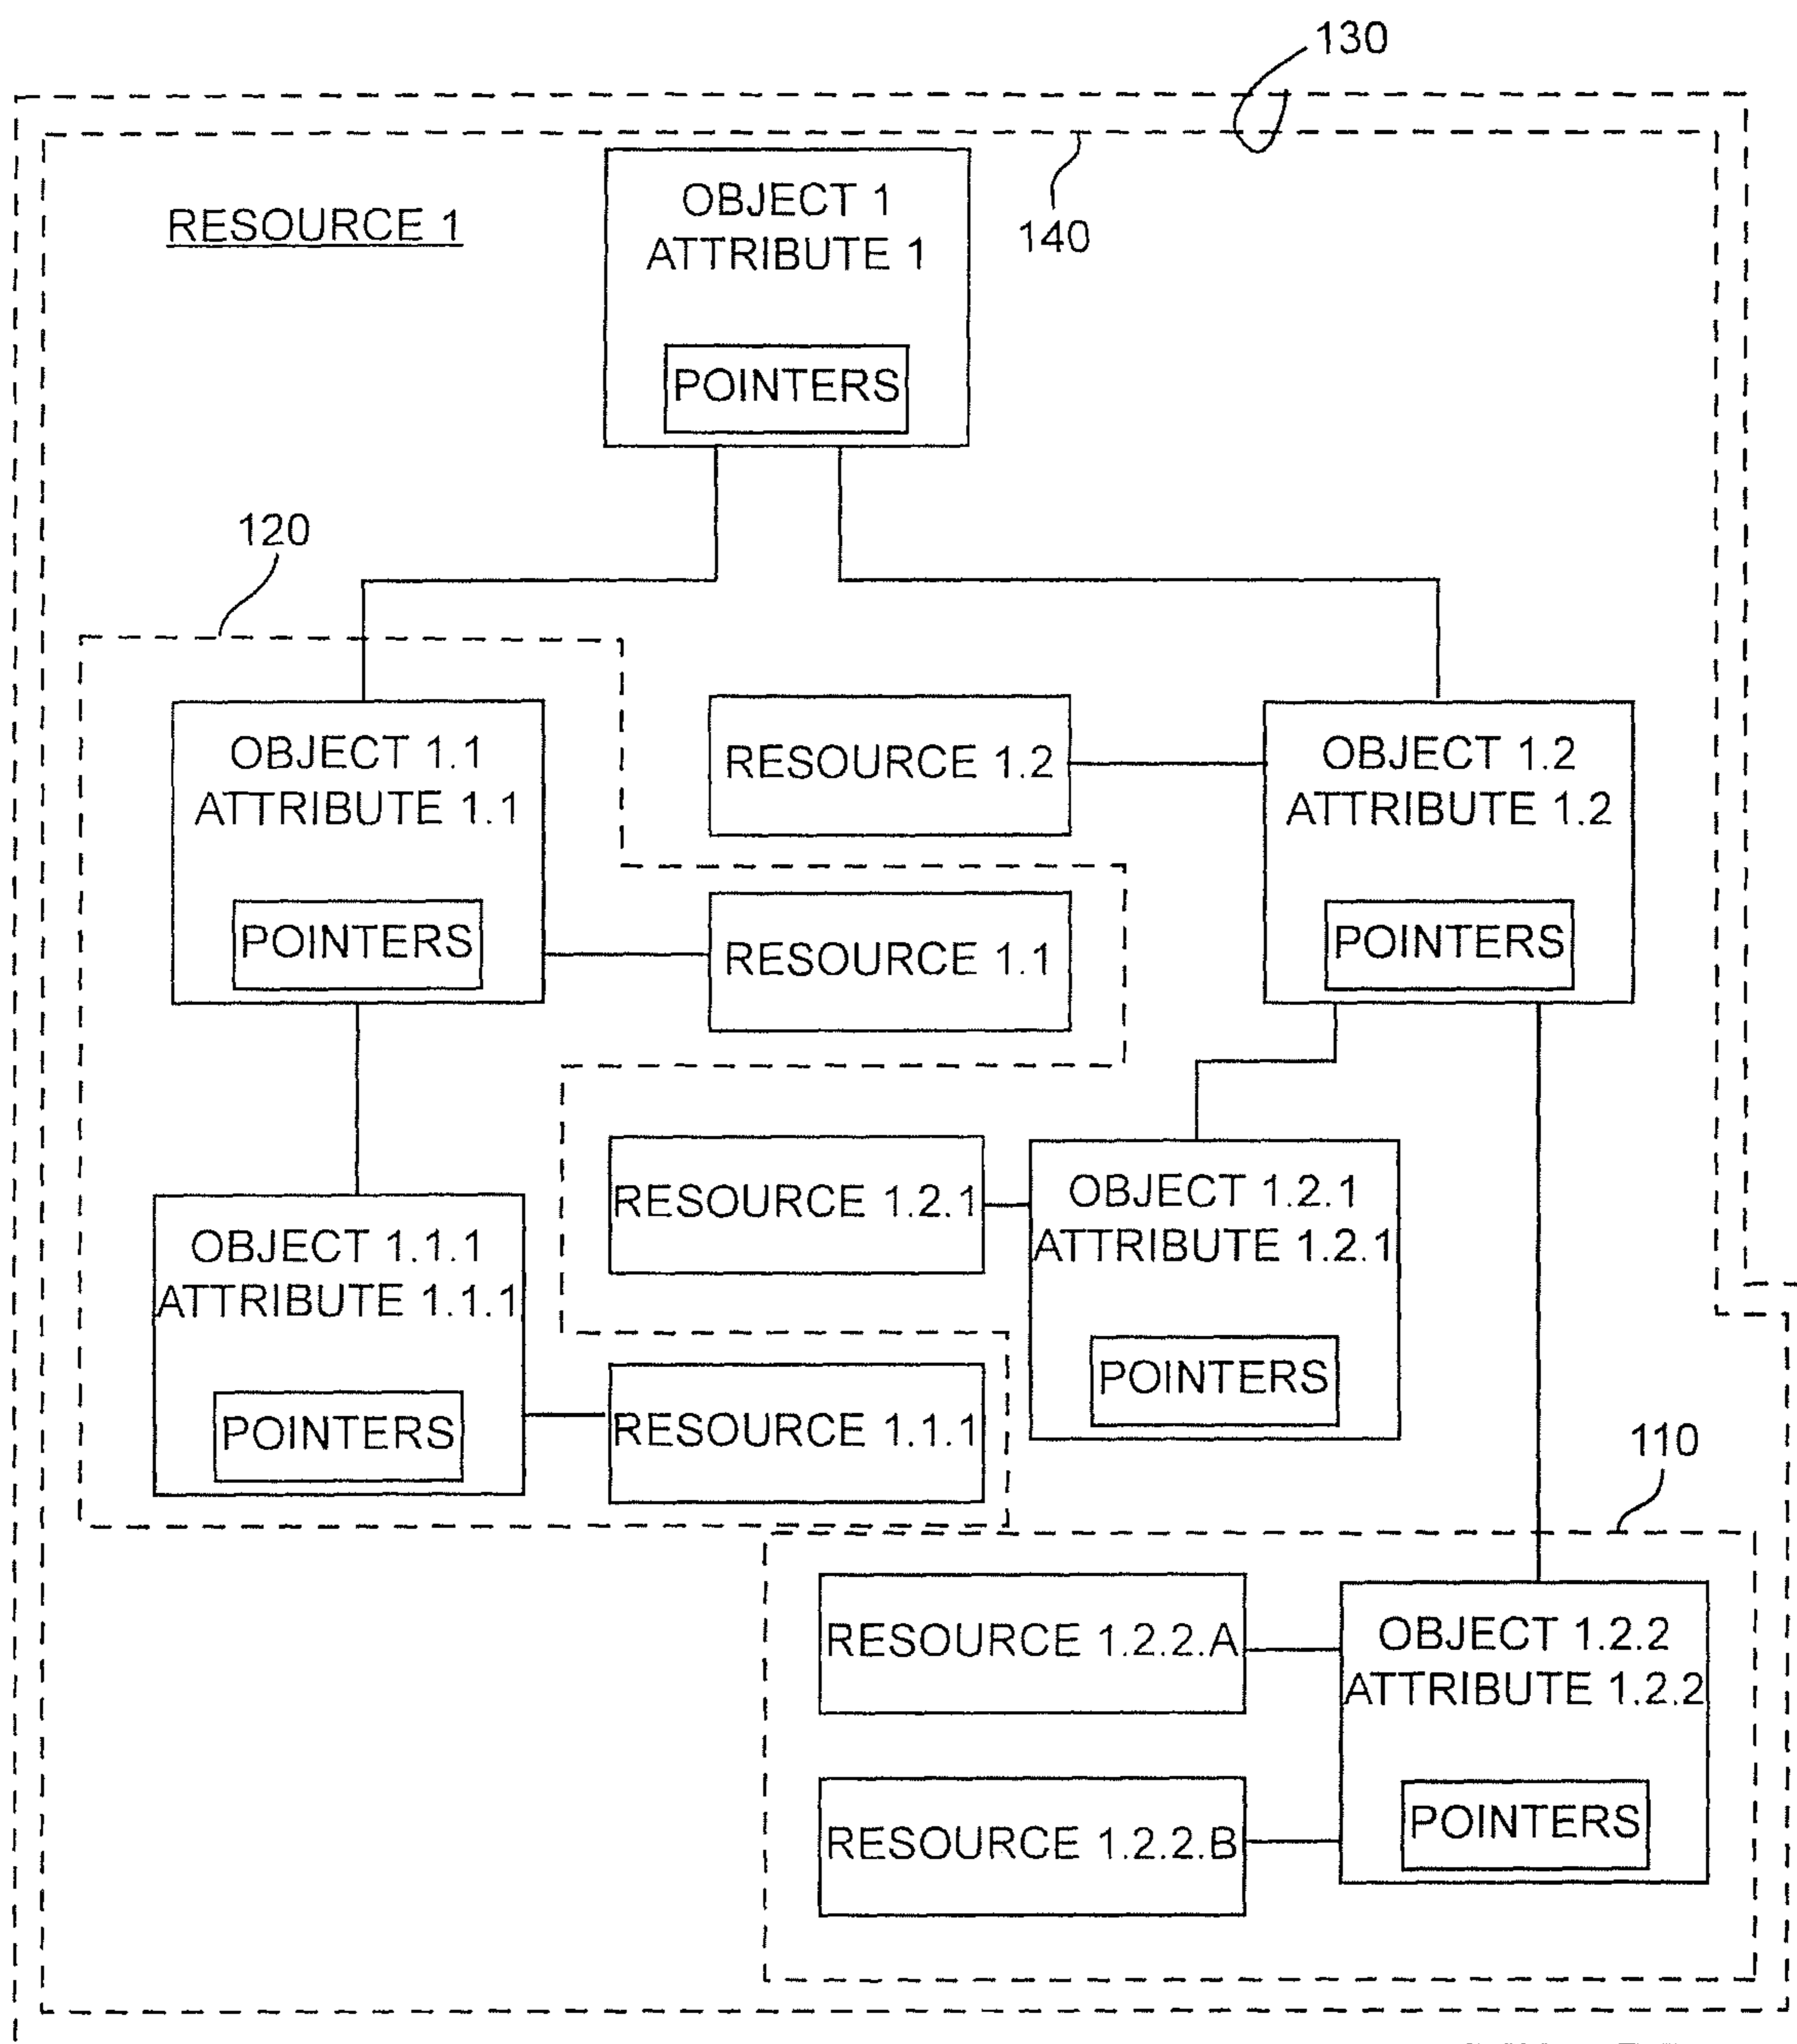 130
140
RESOURCE 1
OBJECT 1
ATTRIBUTE 1
POINTERS
120
OBJECT 1.1
ATTRIBUTE 1.1
POINTERS
RESOURCE 1.2
OBJECT 1.2
ATTRIBUTE 1.2
POINTERS
RESOURCE 1.1
RESOURCE 1.2.1
OBJECT 1.2.1
ATTRIBUTE 1.2.1
POINTERS
OBJECT 1.1.1
ATTRIBUTE 1.1.1
POINTERS
RESOURCE 1.1.1
110
RESOURCE 1.2.2.A
OBJECT 1.2.2
ATTRIBUTE 1.2.2
POINTERS
RESOURCE 1.2.2.B